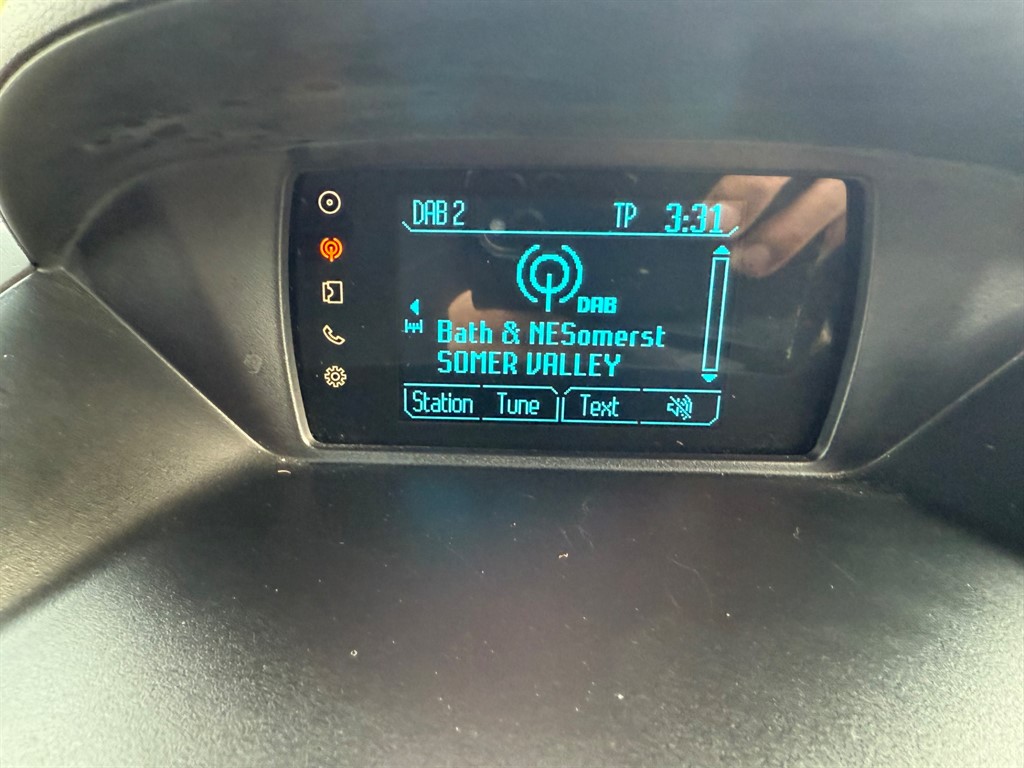 DAB 2 TP 3:31
DAB
Bath & NESomerst
SOMER VALLEY
Station Tune Text